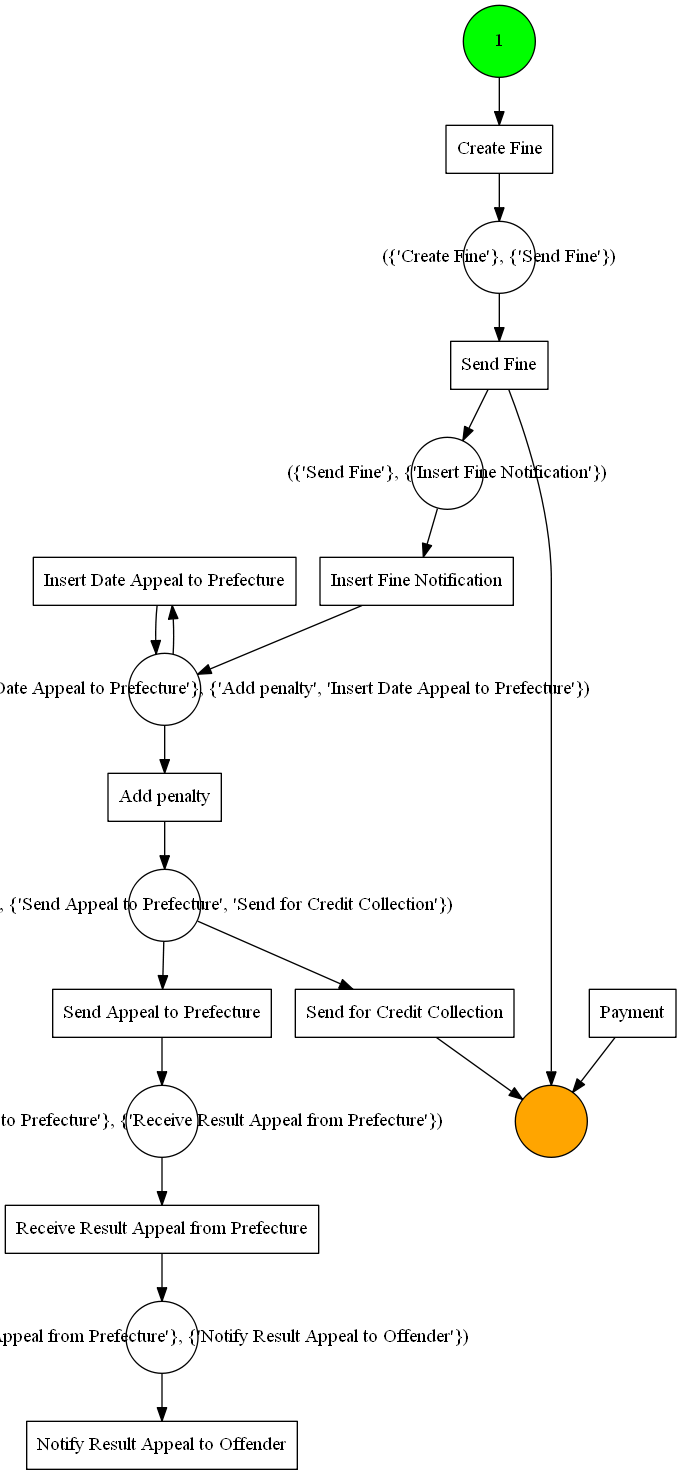 1
Create Fine
({'Create Fine'}, {'Send Fine'})
Send Fine
({'Send Fine'}, {'Insert Fine Notification'})
Insert Date Appeal to Prefecture
Insert Fine Notification
Date Appeal to Prefecture'}, {'Add penalty', 'Insert Date Appeal to Prefecture'})
Add penalty
, {'Send Appeal to Prefecture', 'Send for Credit Collection'})
Send Appeal to Prefecture
Send for Credit Collection
Payment
to Prefecture'}, {'Receive Result Appeal from Prefecture'})
Receive Result Appeal from Prefecture
Appeal from Prefecture'}, {'Notify Result Appeal to Offender'})
Notify Result Appeal to Offender